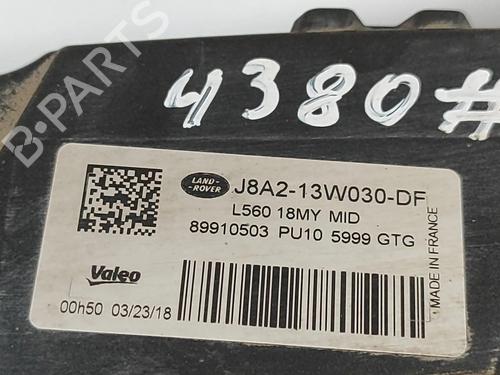 4380#
B-PARTS
LAND-
ROVER
J8A2-13W030-DF
L560 18MY MID
89910503 PU10 5999 GTG
Valeo
00h50 03/23/18
MADE IN FRANCE